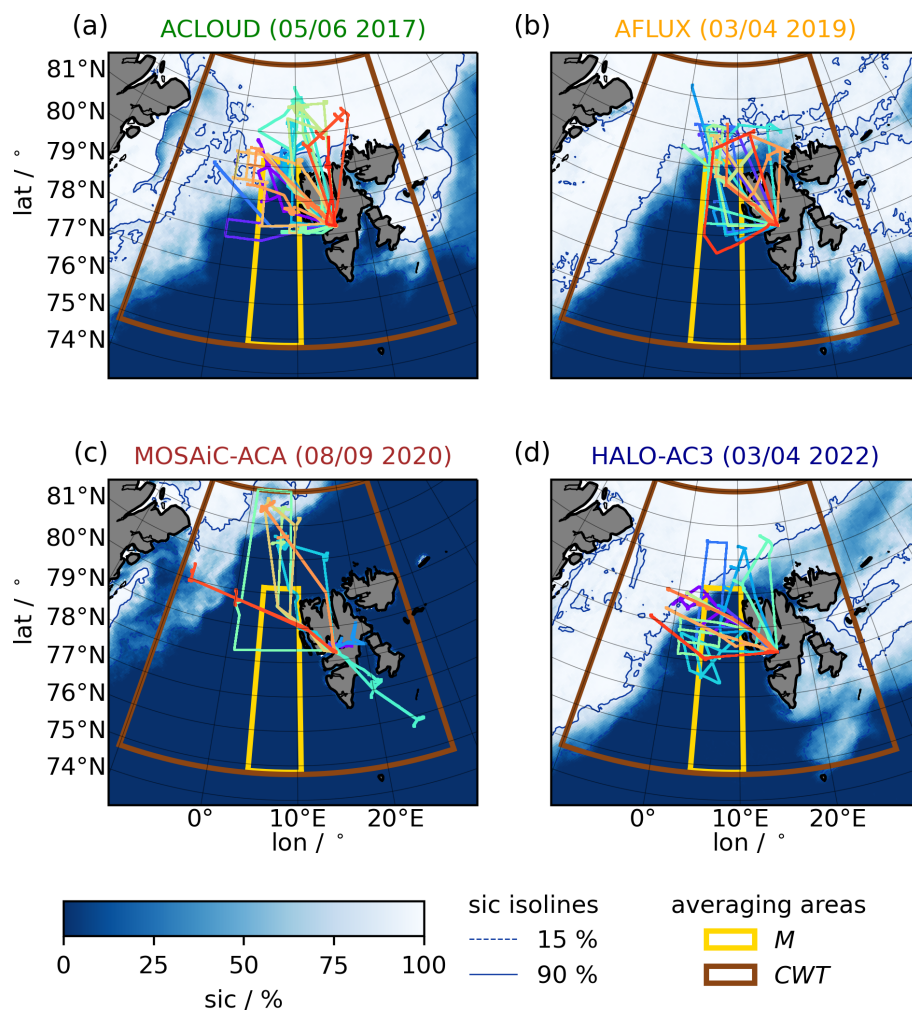 (a) ACLOUD (05/06 2017)
(b) AFLUX (03/04 2019)
81°N
80°N
79°N
78°N
77°N
76°N
75°N
74°N
lat / °
(c) MOSAiC-ACA (08/09 2020)
(d) HALO-AC3 (03/04 2022)
81°N
80°N
79°N
78°N
77°N
76°N
75°N
74°N
lat / °
0° 10°E 20°E
lon / °
0° 10°E 20°E
lon / °
0 25 50 75 100
sic / %
sic isolines
15 %
90 %
averaging areas
M
CWT